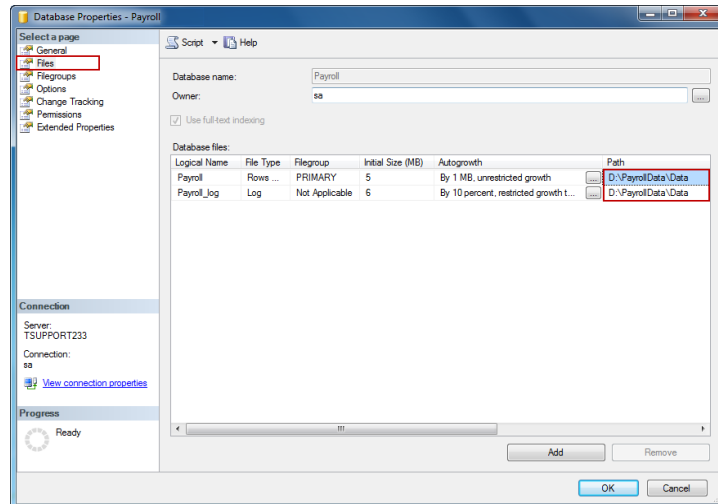 Database Properties - Payroll
Select a page
General
Files
Filegroups
Options
Change Tracking
Permissions
Extended Properties
Connection
Server:
TSUPPORT233
Connection:
sa
View connection properties
Progress
Ready
Script Help
Database name: Payroll
Owner: sa ...
Use full-text indexing
Database files:
Logical Name File Type Filegroup Initial Size (MB) Autogrowth Path
Payroll Rows ... PRIMARY 5 By 1 MB, unrestricted growth ... D:\PayrollData\Data
Payroll_log Log Not Applicable 6 By 10 percent, restricted growth t... ... D:\PayrollData\Data
Add Remove
OK Cancel